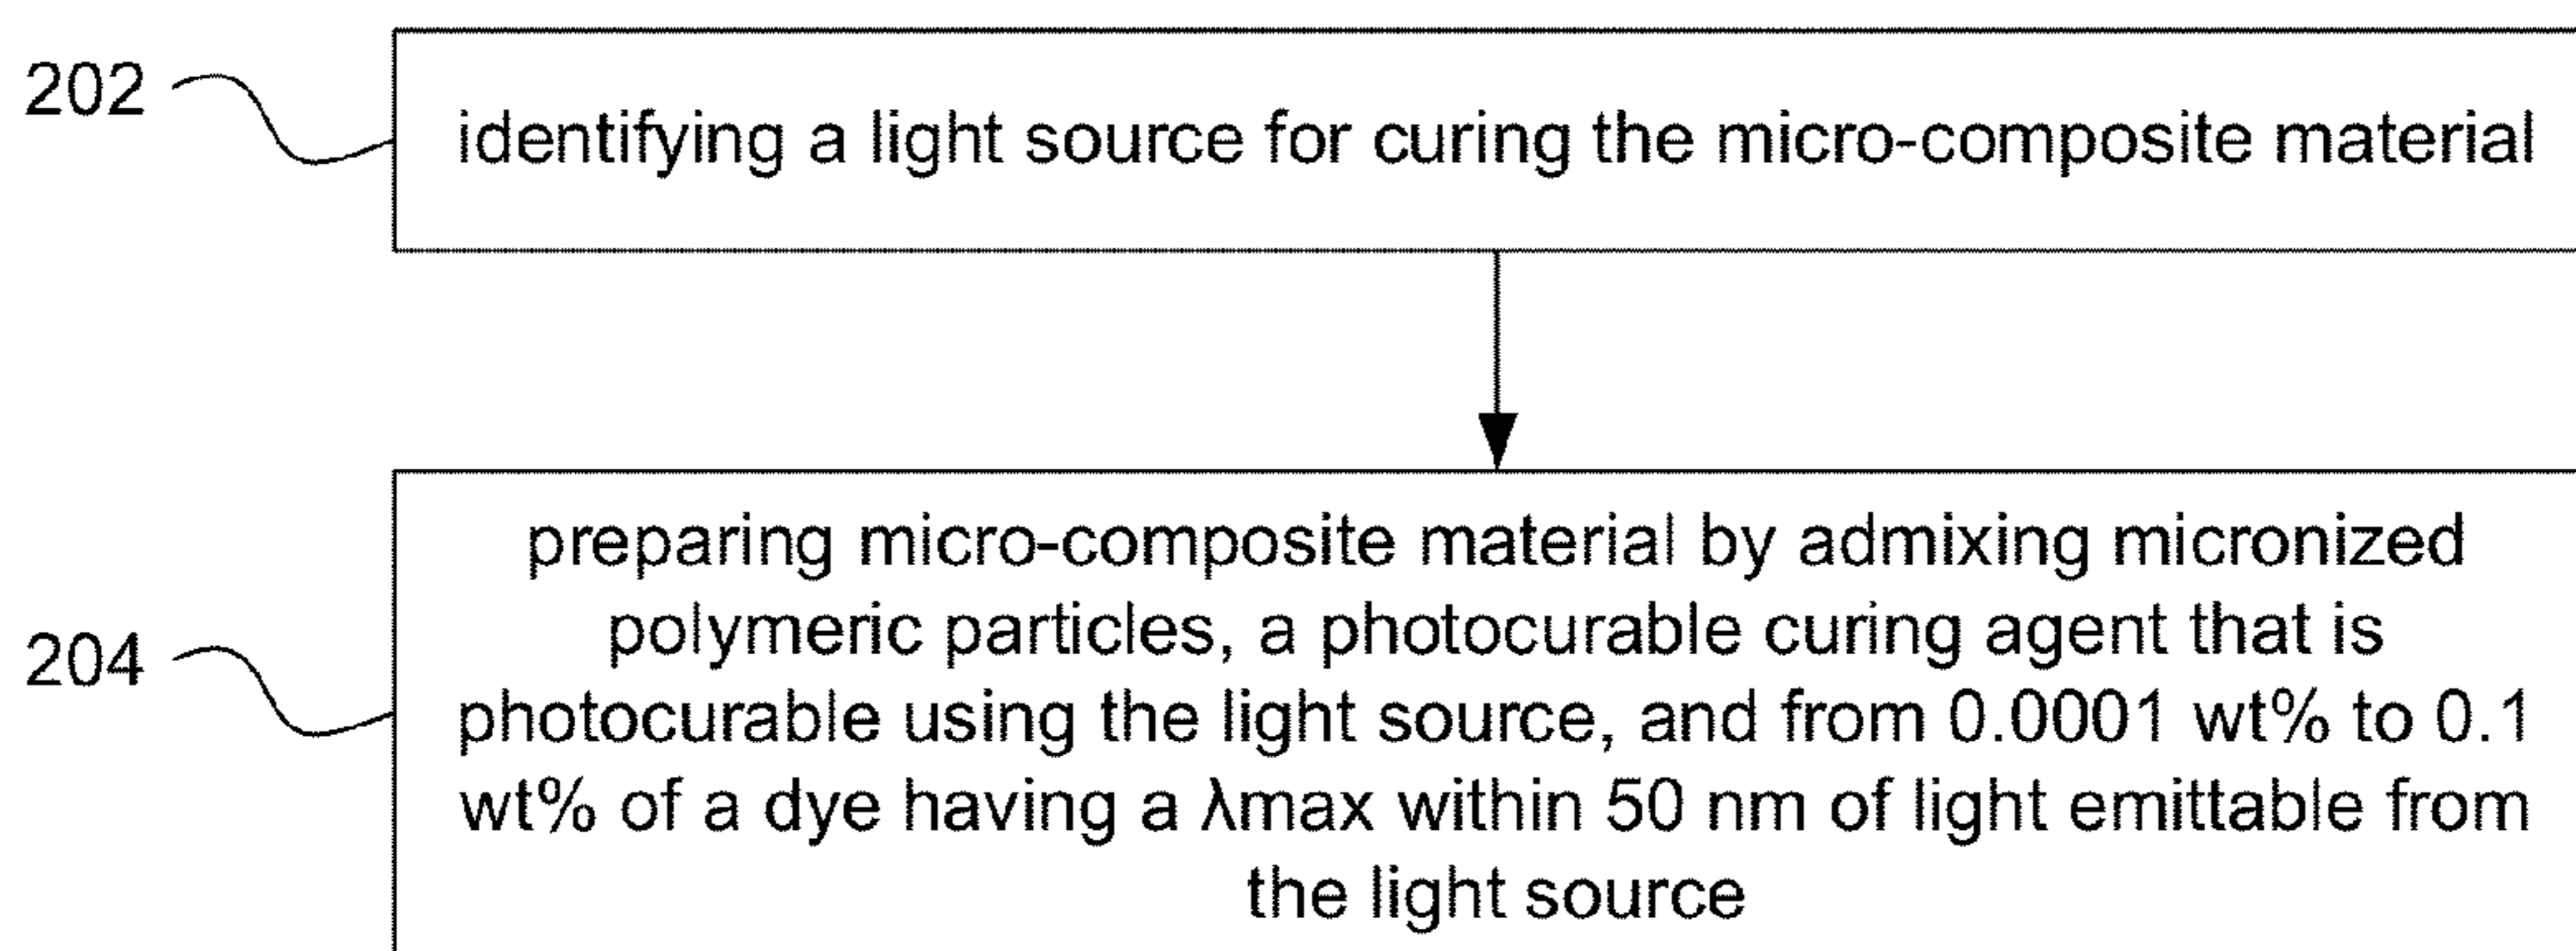 202
identifying a light source for curing the micro-composite material
preparing micro-composite material by admixing micronized
polymeric particles, a photocurable curing agent that is
204
photocurable using the light source, and from 0.0001 wt% to 0.1
wt% of a dye having a λmax within 50 nm of light emittable from
the light source